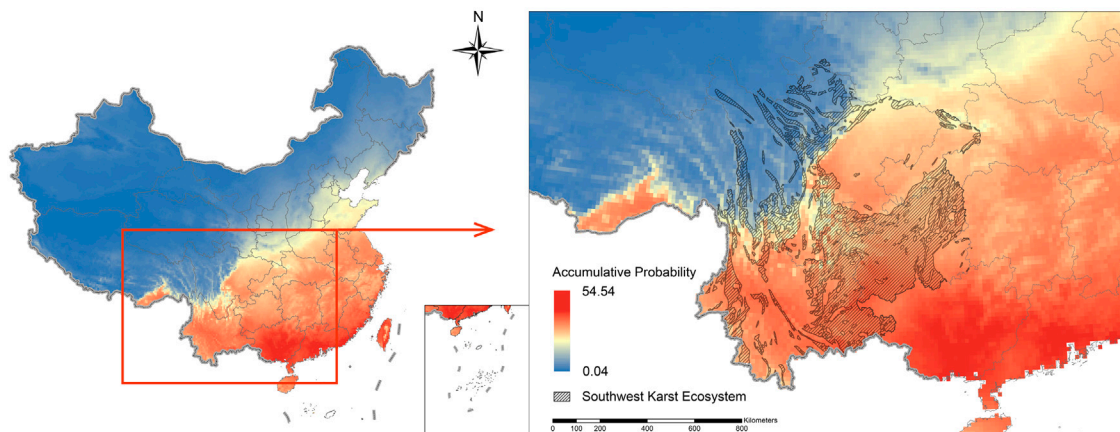 N
Accumulative Probability
54.54
0.04
Southwest Karst Ecosystem
Kilometers
0 100 200 400 600 800